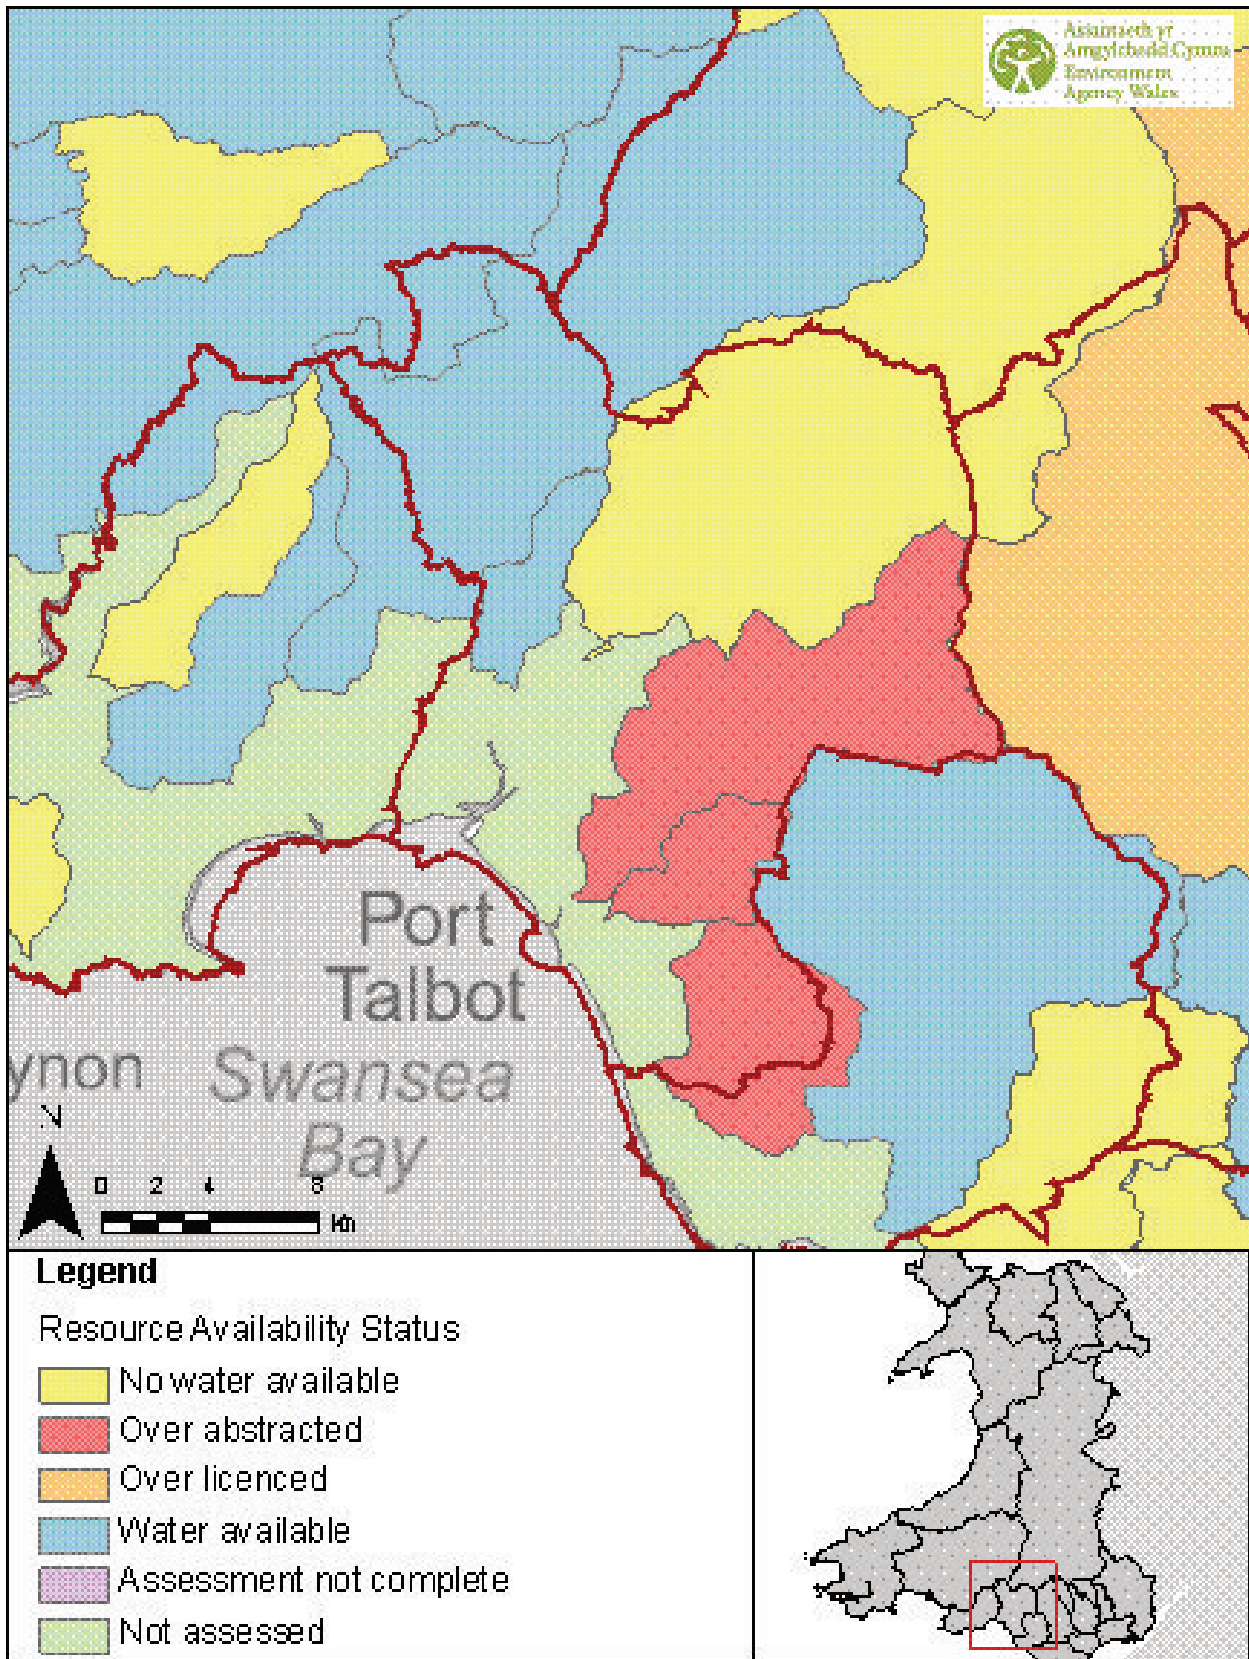 Asiantaeth yr
Amgylchedd Cymru
Environment
Agency Wales
Port
Talbot
ynon
Swansea
Bay
N
0 2 4 8
km
Legend
Resource Availability Status
No water available
Over abstracted
Over licenced
Water available
Assessment not complete
Not assessed